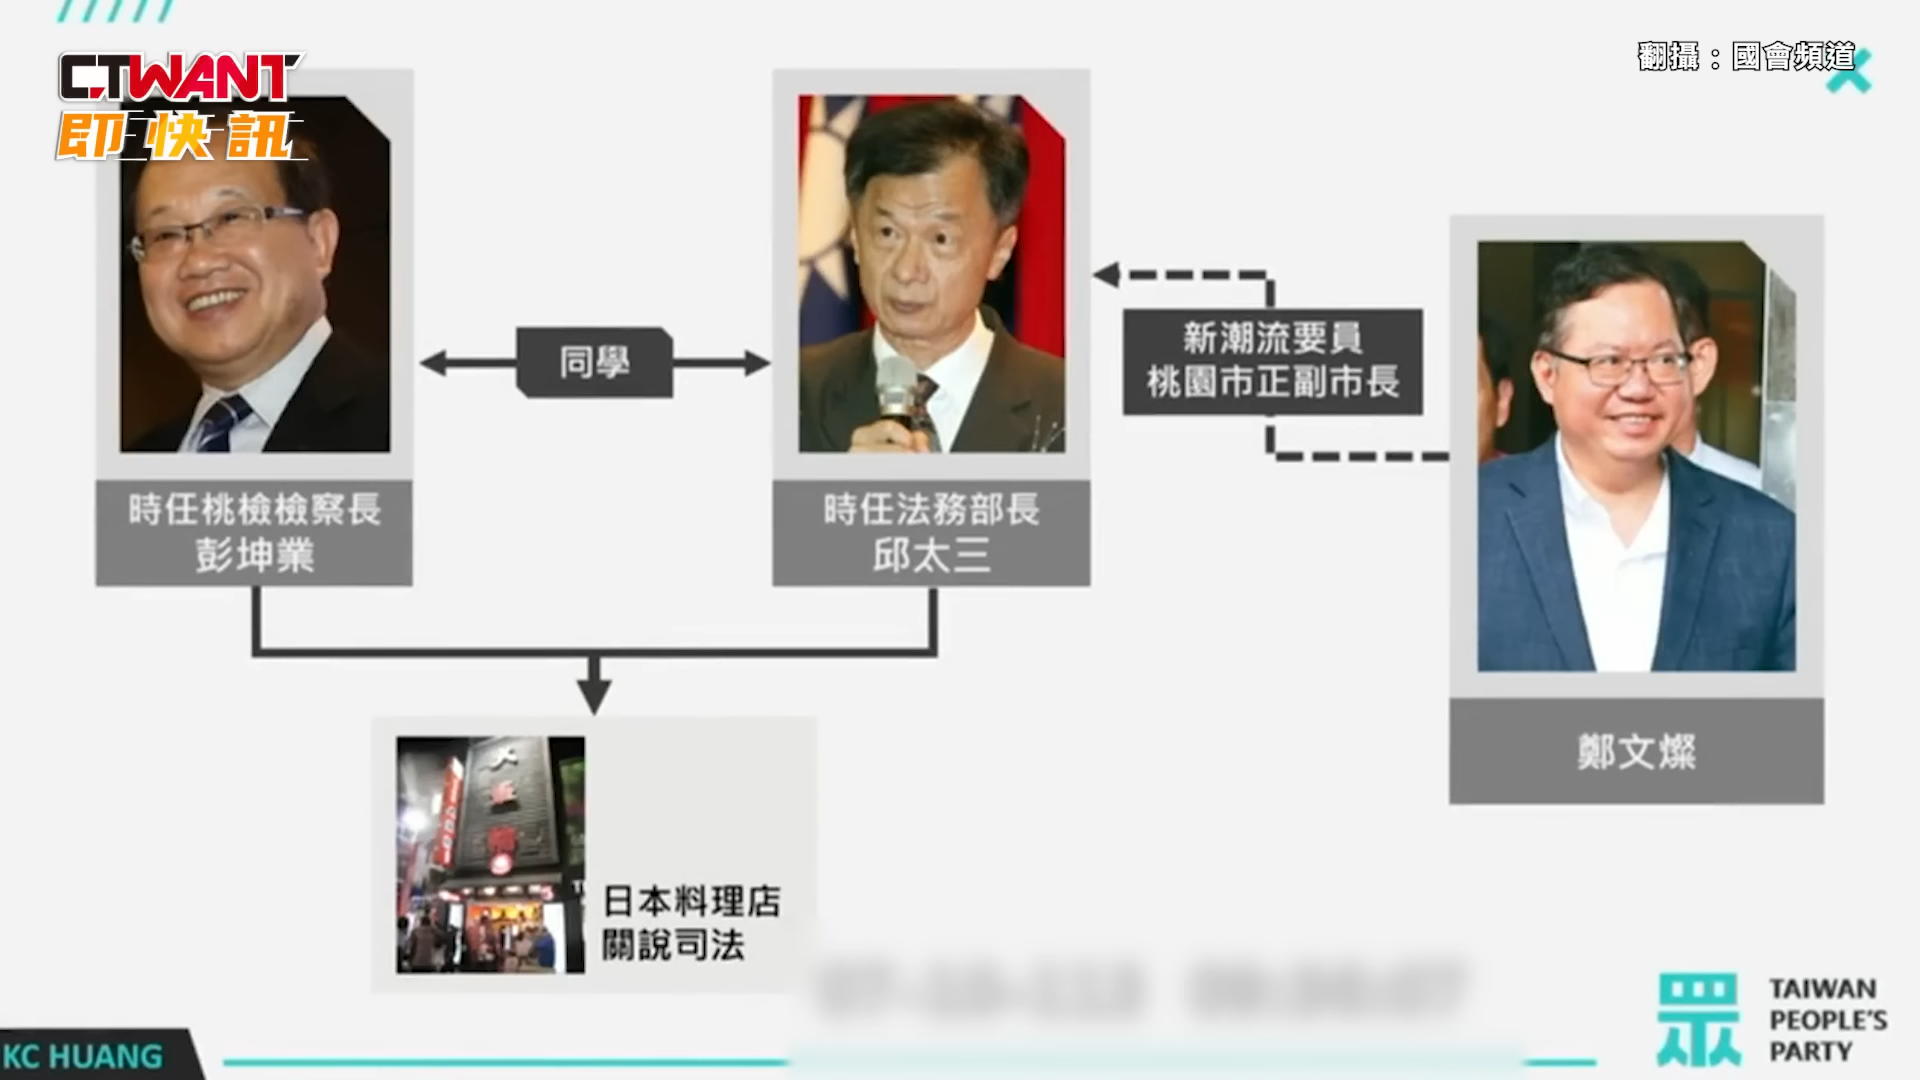 CTWANT
即快訊
翻攝：國會頻道
同學
新潮流要員
桃園市正副市長
時任桃檢檢察長
彭坤業
時任法務部長
邱太三
鄭文燦
日本料理店
關說司法
KC HUANG
眾
TAIWAN
PEOPLE'S
PARTY